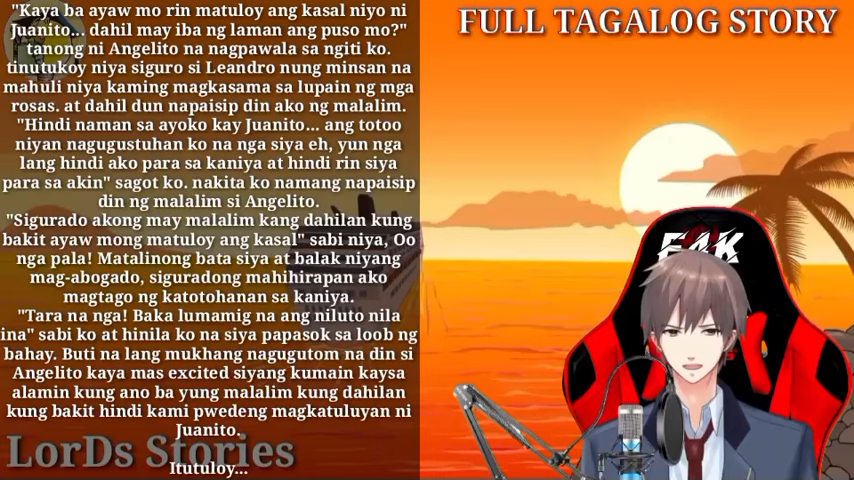 "Kaya ba ayaw mo rin matuloy ang kasal niyo ni
Juanito... dahil may iba ng laman ang puso mo?"
tanong ni Angelito na nagpawala sa ngiti ko.
tinutukoy niya siguro si Leandro nung minsan na
mahuli niya kaming magkasama sa lupain ng mga
rosas. at dahil dun napaisip din ako ng malalim.
"Hindi naman sa ayoko kay Juanito... ang totoo
niyan nagugustuhan ko na nga siya eh, yun nga
lang hindi ako para sa kaniya at hindi rin siya
para sa akin" sagot ko. nakita ko namang napaisip
din ng malalim si Angelito.
"Sigurado akong may malalim kang dahilan kung
bakit ayaw mong matuloy ang kasal" sabi niya, Oo
nga pala! Matalinong bata siya at balak niyang
mag-abogado, siguradong mahihirapan ako
magtago ng katotohanan sa kaniya.
"Tara na nga! Baka lumamig na ang niluto nila
ina" sabi ko at hinila ko na siya papasok sa loob ng
bahay. Buti na lang mukhang nagugutom na din si
Angelito kaya mas excited siyang kumain kaysa
alamin kung ano ba yung malalim kung dahilan
kung bakit hindi kami pwedeng magkatuluyan ni
Juanito.
LorDs Stories
Itutuloy...
FULL TAGALOG STORY